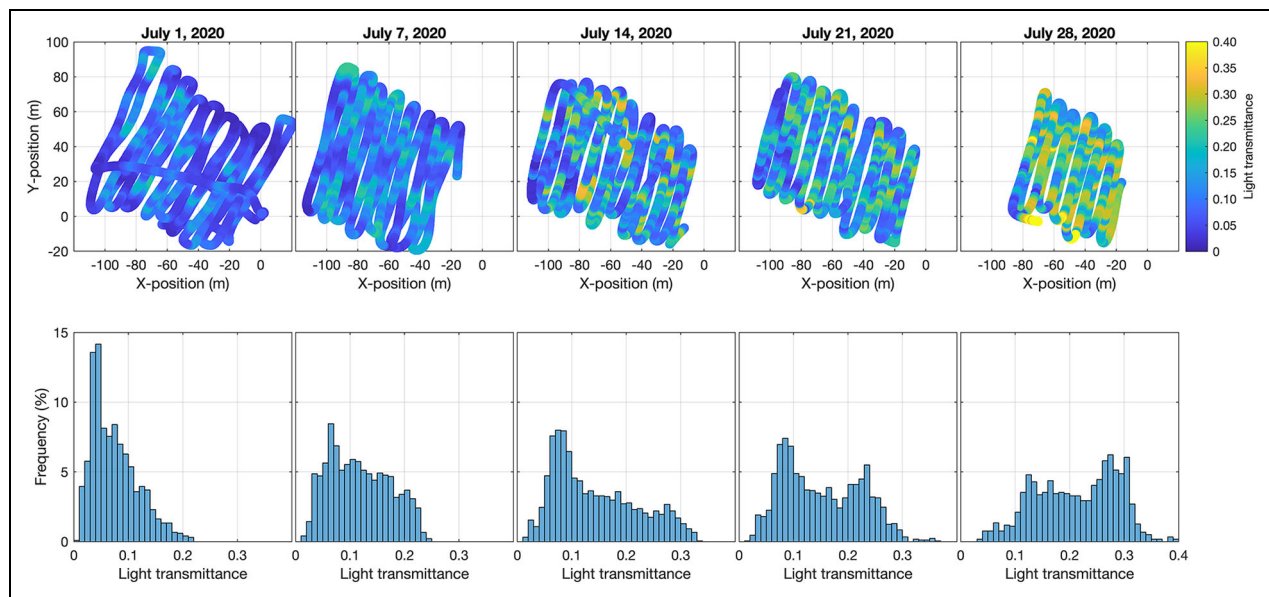 July 1, 2020 July 7, 2020 July 14, 2020 July 21, 2020 July 28, 2020
100
80
60
40
20
0
-20
Y-position (m)
-100 -80 -60 -40 -20 0 -100 -80 -60 -40 -20 0 -100 -80 -60 -40 -20 0 -100 -80 -60 -40 -20 0 -100 -80 -60 -40 -20 0
X-position (m) X-position (m) X-position (m) X-position (m) X-position (m)
0.40
0.35
0.30
0.25
0.20
0.15
0.10
0.05
0
Light transmittance
15
10
5
0
Frequency (%)
0 0.1 0.2 0.3 0 0.1 0.2 0.3 0 0.1 0.2 0.3 0 0.1 0.2 0.3 0 0.1 0.2 0.3 0.4
Light transmittance Light transmittance Light transmittance Light transmittance Light transmittance